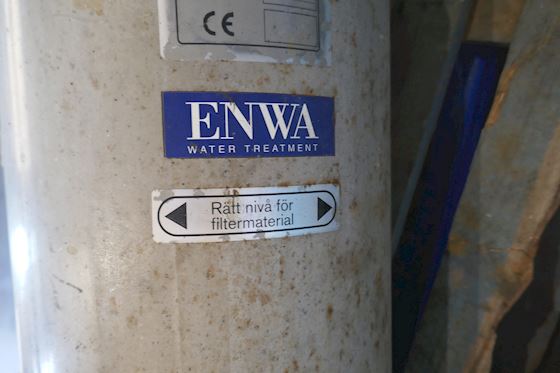 CE
ENWA
WATER TREATMENT
Rätt nivå för
filtermaterial